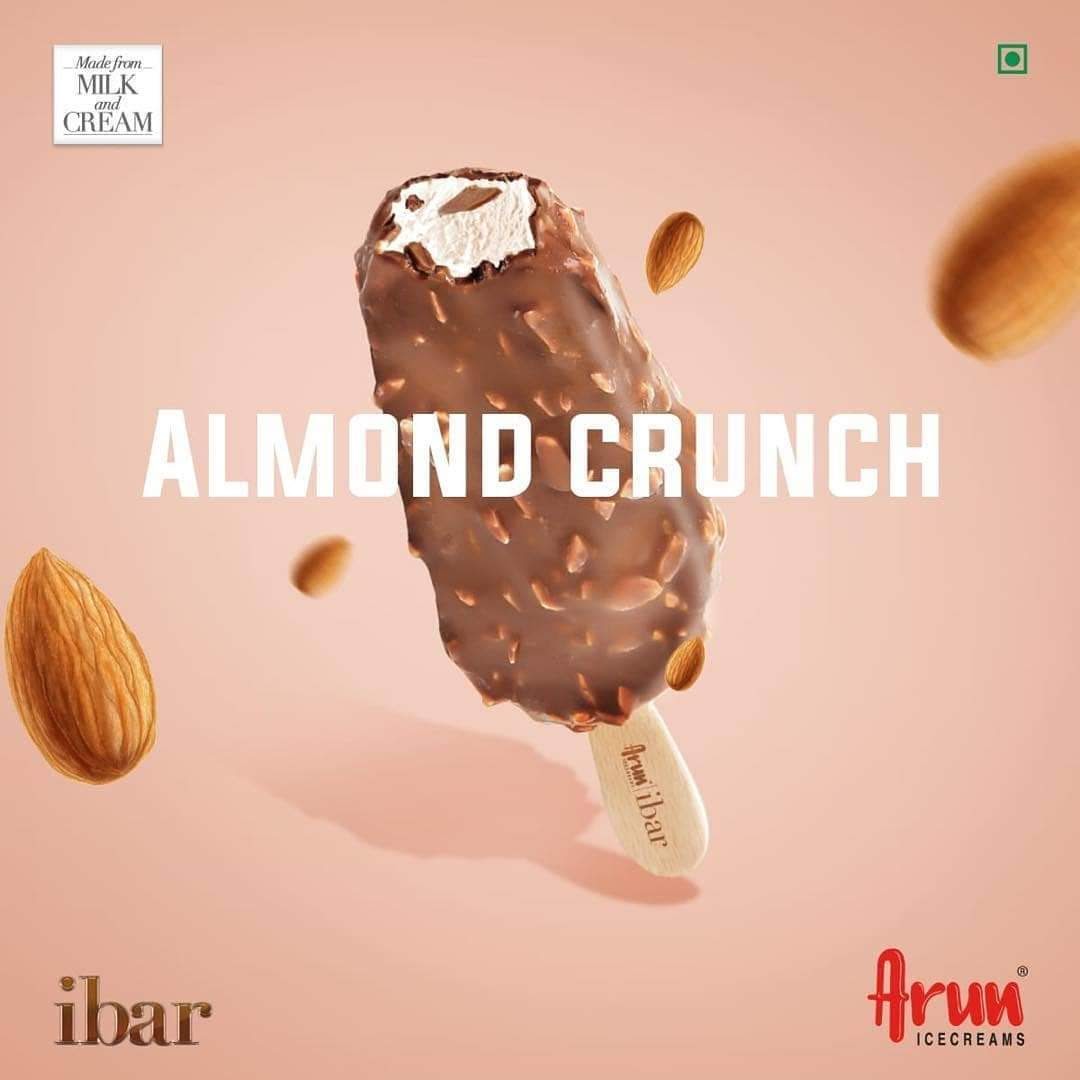 Made from
MILK
and
CREAM
ALMOND CRUNCH
Arun
ibar
ibar
Arun®
ICECREAMS